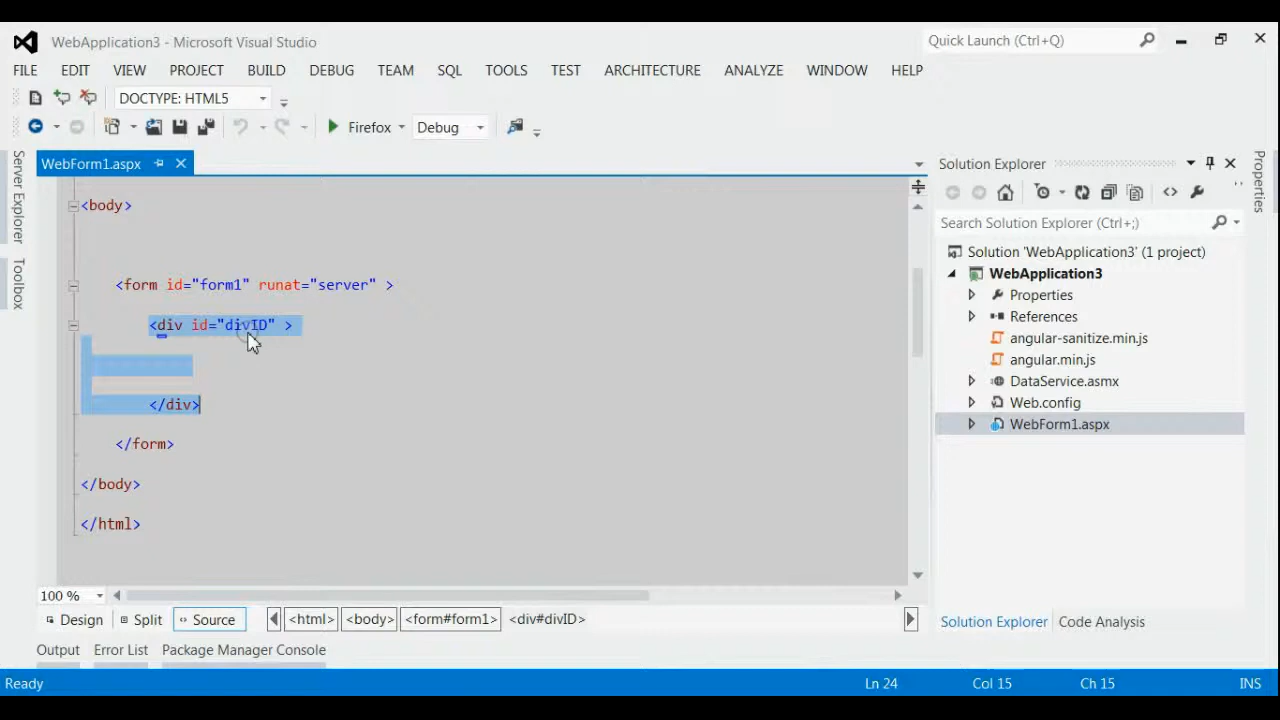 WebApplication3 - Microsoft Visual Studio
Quick Launch (Ctrl+Q)
FILE EDIT VIEW PROJECT BUILD DEBUG TEAM SQL TOOLS TEST ARCHITECTURE ANALYZE WINDOW HELP
DOCTYPE: HTML5
Firefox Debug
Server Explorer
Toolbox
WebForm1.aspx
<body>
<form id="form1" runat="server" >
<div id="divID" >
</div>
</form>
</body>
</html>
100 %
Design Split Source <html> <body> <form#form1> <div#divID>
Output Error List Package Manager Console
Solution Explorer
Search Solution Explorer (Ctrl+;)
Solution 'WebApplication3' (1 project)
WebApplication3
Properties
References
angular-sanitize.min.js
angular.min.js
DataService.asmx
Web.config
WebForm1.aspx
Solution Explorer Code Analysis
Properties
Ready Ln 24 Col 15 Ch 15 INS